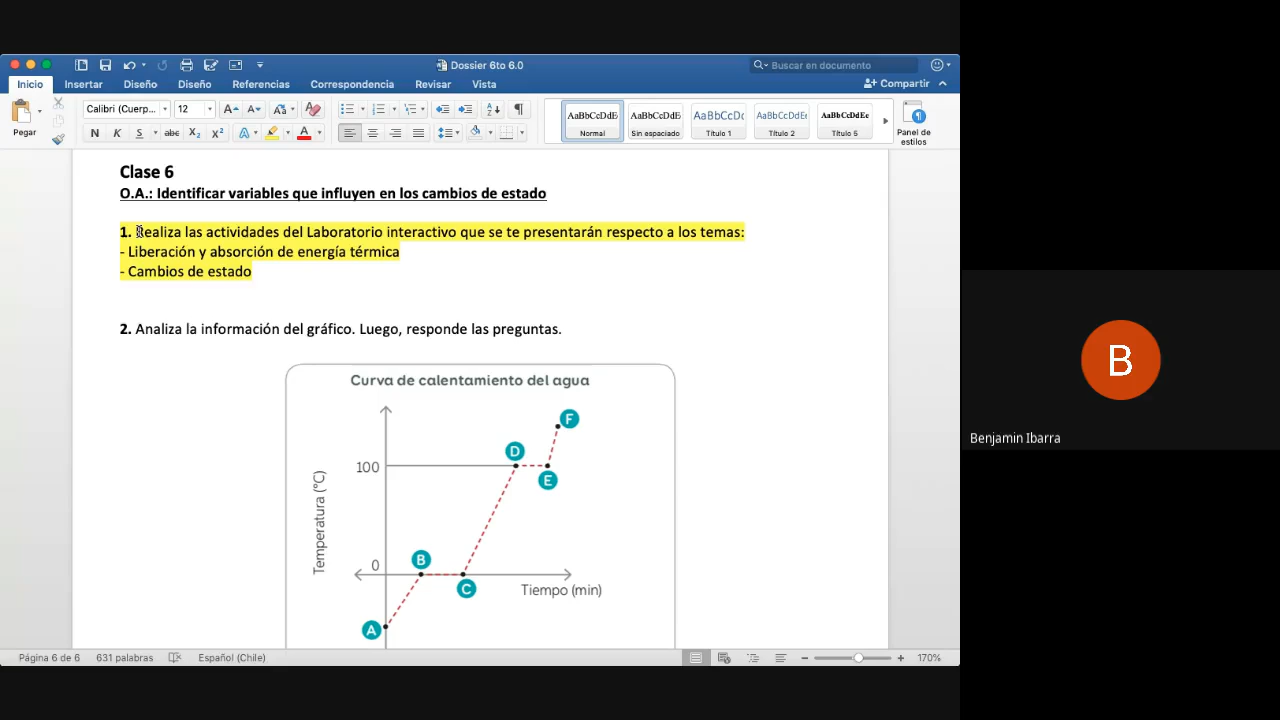 Dossier 6to 6.0
Buscar en documento
Inicio Insertar Diseño Diseño Referencias Correspondencia Revisar Vista Compartir
Pegar
Calibri (Cuerp... 12
N K S abc X₂ X² A A
AaBbCcDdE AaBbCcDdE AaBbCcDc AaBbCcDdEe AaBbCcDdEe
Normal Sin espaciado Título 1 Título 2 Título 5
Panel de estilos
Clase 6
O.A.: Identificar variables que influyen en los cambios de estado
1. Realiza las actividades del Laboratorio interactivo que se te presentarán respecto a los temas:
- Liberación y absorción de energía térmica
- Cambios de estado
2. Analiza la información del gráfico. Luego, responde las preguntas.
Curva de calentamiento del agua
F
D
100
E
Temperatura (°C)
B
0
C
Tiempo (min)
A
Página 6 de 6 631 palabras Español (Chile) 170%
B
Benjamin Ibarra